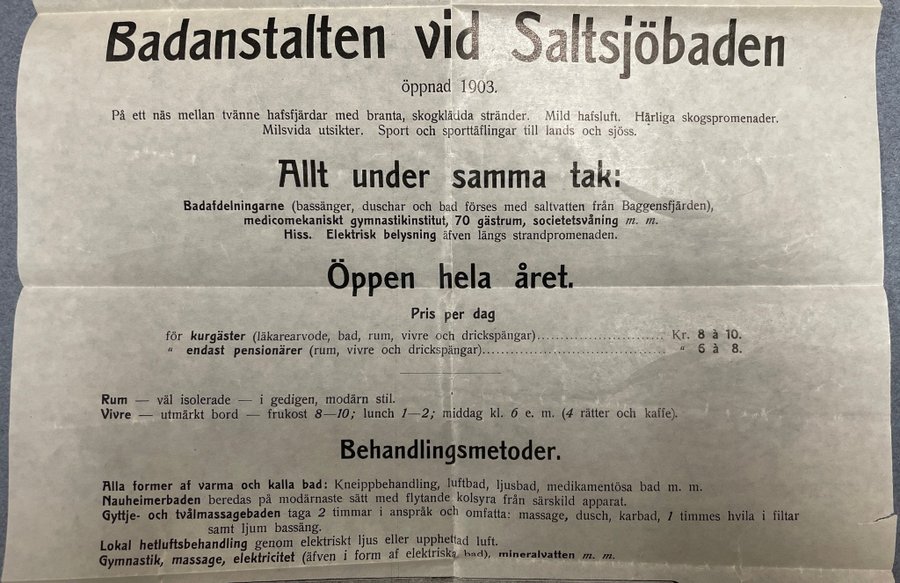 Badanstalten vid Saltsjöbaden
öppnad 1903.
På ett näs mellan tvänne hafsfjärdar med branta, skogklädda stränder. Mild hafsluft. Härliga skogspromenader.
Milsvida utsikter. Sport och sporttäflingar till lands och sjöss.
Allt under samma tak:
Badafdelningarne (bassänger, duschar och bad förses med saltvatten från Baggensfjärden),
medicomekaniskt gymnastikinstitut, 70 gästrum, societetsvåning m. m.
Hiss. Elektrisk belysning äfven längs strandpromenaden.
Öppen hela året.
Pris per dag
för kurgäster (läkarearvode, bad, rum, vivre och drickspängar)........................ Kr. 8 à 10.
" endast pensionärer (rum, vivre och drickspängar)................................... " 6 à 8.
Rum — väl isolerade — i gedigen, modärn stil.
Vivre — utmärkt bord — frukost 8—10; lunch 1—2; middag kl. 6 e. m. (4 rätter och kaffe).
Behandlingsmetoder.
Alla former af varma och kalla bad: Kneippbehandling, luftbad, ljusbad, medikamentösa bad m. m.
Nauheimerbaden beredas på modärnaste sätt med flytande kolsyra från särskild apparat.
Gyttje- och tvålmassagebaden taga 2 timmar i anspråk och omfatta: massage, dusch, karbad, 1 timmes hvila i filtar
samt ljum bassäng.
Lokal hetluftsbehandling genom elektriskt ljus eller upphettad luft.
Gymnastik, massage, elektricitet (äfven i form af elektriska bad), mineralvatten m. m.